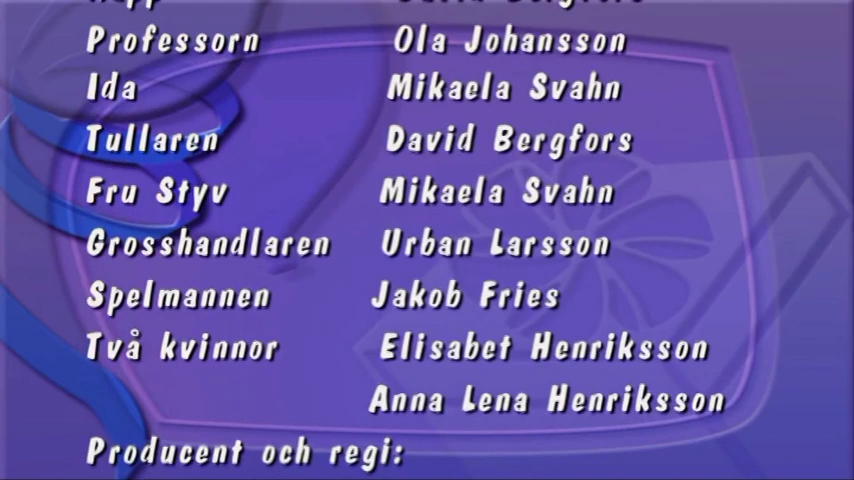 Professorn Ola Johansson
Ida Mikaela Svahn
Tullaren David Bergfors
Fru Styv Mikaela Svahn
Grosshandlaren Urban Larsson
Spelmannen Jakob Fries
Två kvinnor Elisabet Henriksson
Anna Lena Henriksson
Producent och regi: